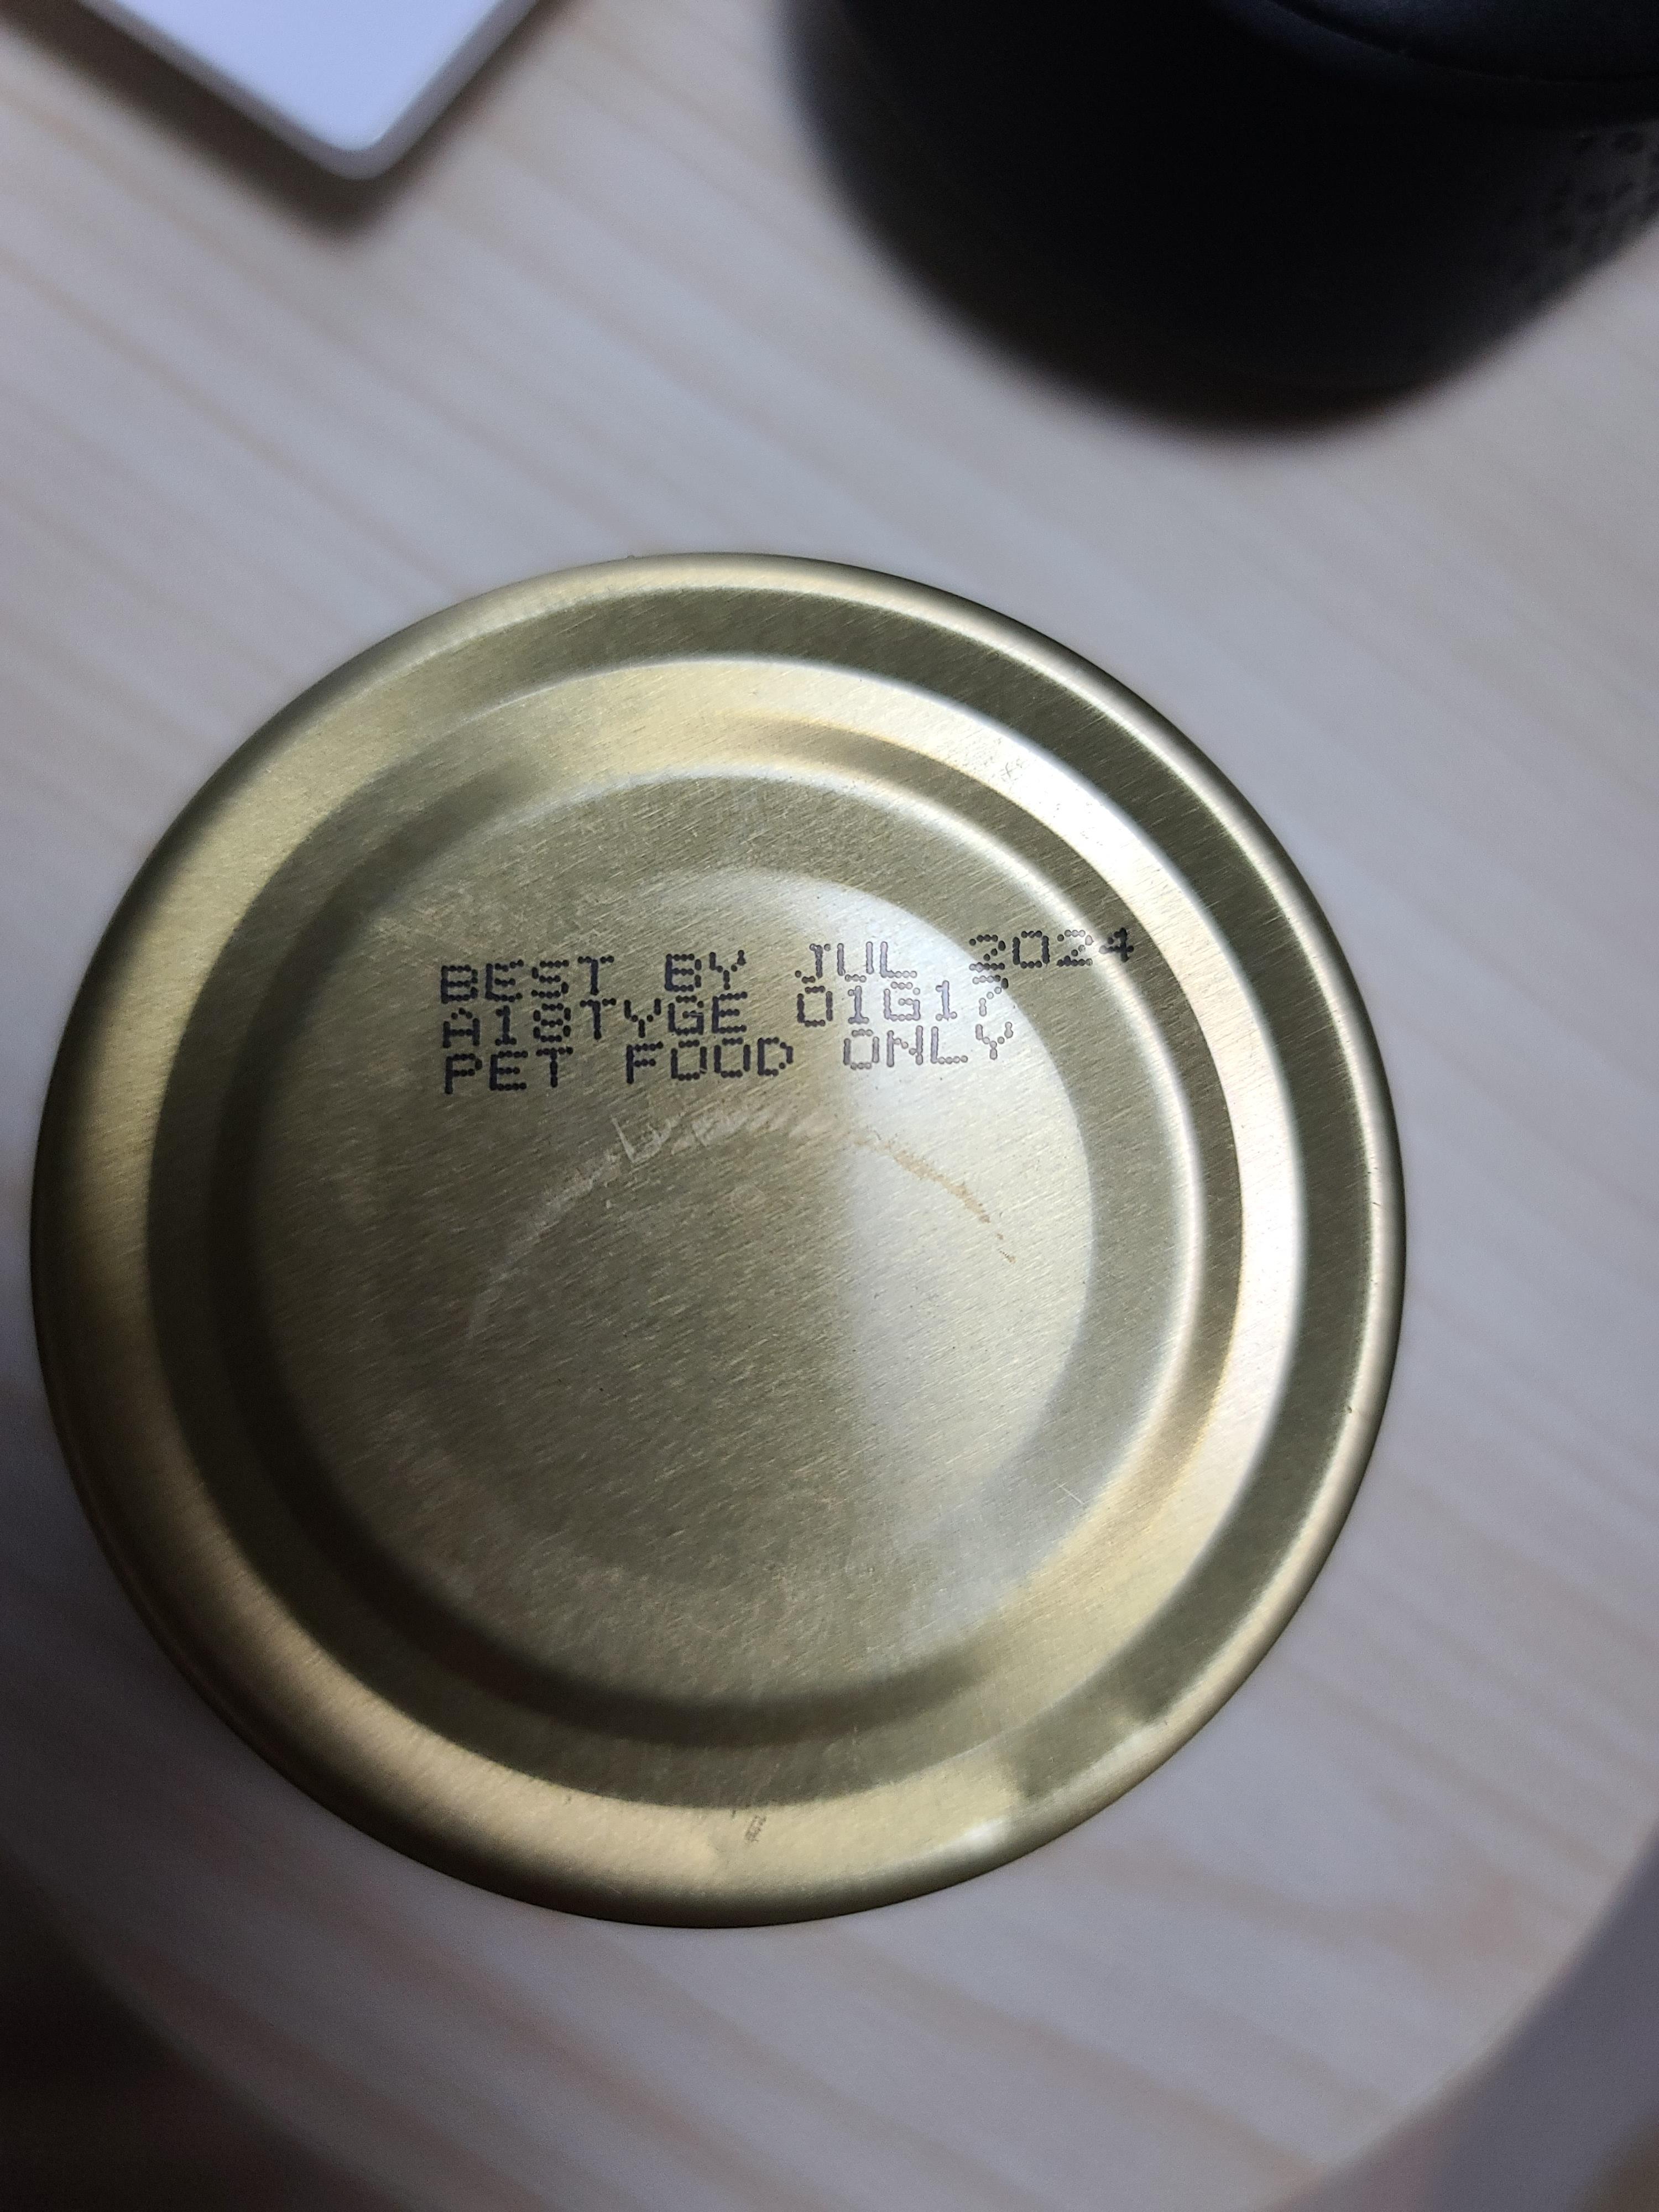 BEST BY JUL 2024
A18TYGE 01G17
PET FOOD ONLY